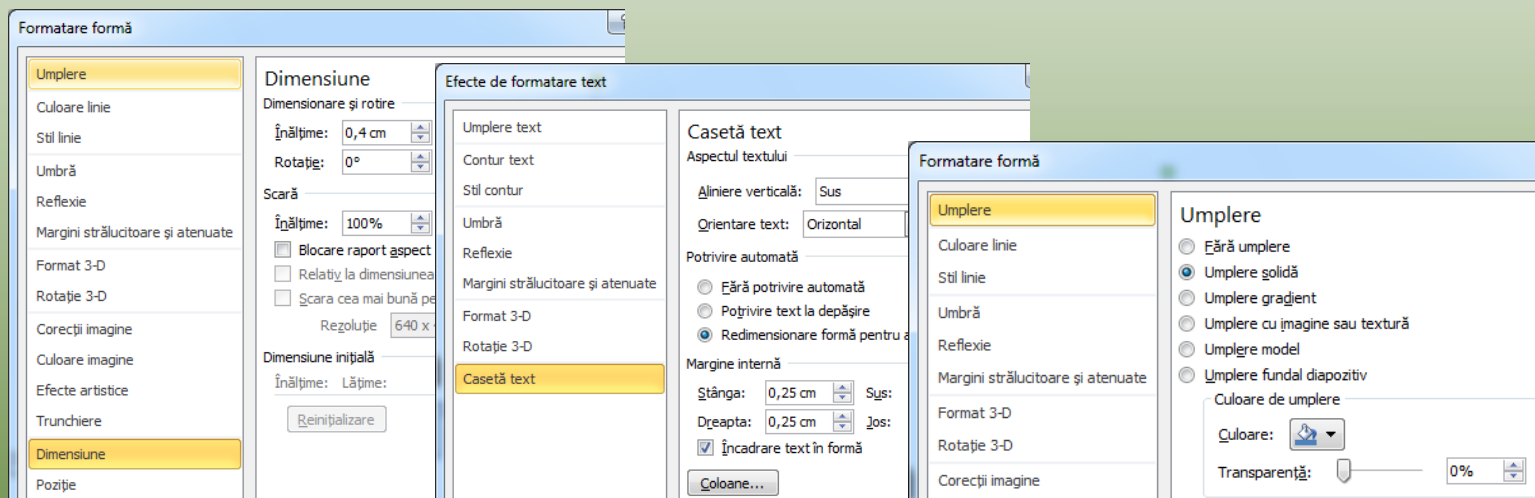 Formatare formă
Umplere
Culoare linie
Stil linie
Umbră
Reflexie
Margini strălucitoare și atenuate
Format 3-D
Rotație 3-D
Corecții imagine
Culoare imagine
Efecte artistice
Trunchiere
Dimensiune
Poziție
Dimensiune
Dimensionare și rotire
Înălțime: 0,4 cm
Rotație: 0°
Scară
Înălțime: 100%
Blocare raport aspect
Relativ la dimensiunea
Scara cea mai bună pe
Rezoluție 640 x
Dimensiune inițială
Înălțime: Lățime:
Reinițializare
Efecte de formatare text
Umplere text
Contur text
Stil contur
Umbră
Reflexie
Margini strălucitoare și atenuate
Format 3-D
Rotație 3-D
Casetă text
Casetă text
Aspectul textului
Aliniere verticală: Sus
Orientare text: Orizontal
Potrivire automată
Fără potrivire automată
Potrivire text la depășire
Redimensionare formă pentru a
Margine internă
Stânga: 0,25 cm Sus:
Dreapta: 0,25 cm Jos:
Încadrare text în formă
Coloane...
Formatare formă
Umplere
Culoare linie
Stil linie
Umbră
Reflexie
Margini strălucitoare și atenuate
Format 3-D
Rotație 3-D
Corecții imagine
Umplere
Fără umplere
Umplere solidă
Umplere gradient
Umplere cu imagine sau textură
Umplere model
Umplere fundal diapozitiv
Culoare de umplere
Culoare:
Transparență: 0%